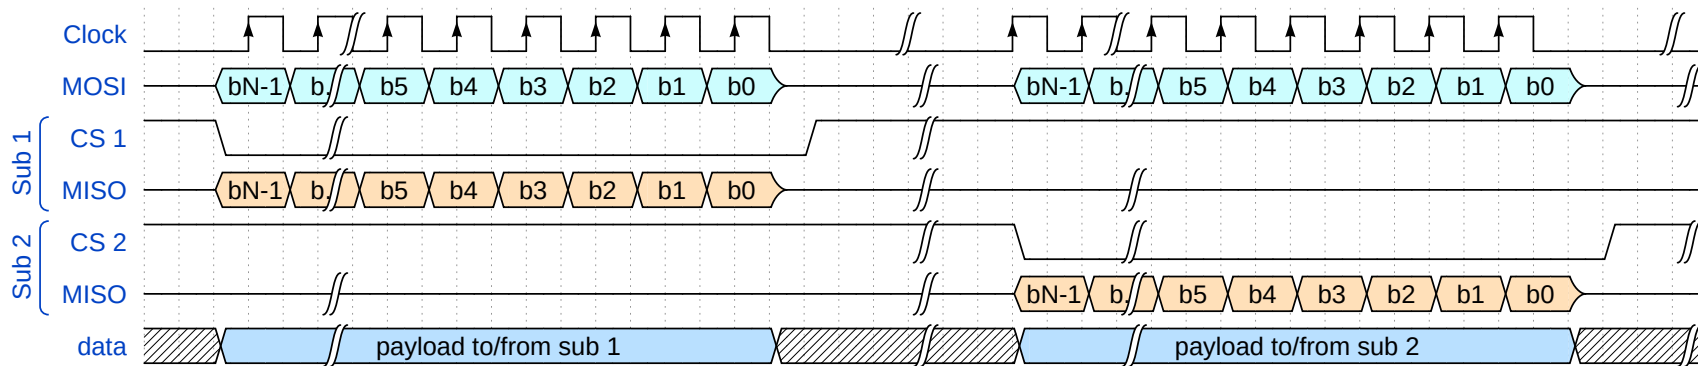 Clock
MOSI bN-1 b. b5 b4 b3 b2 b1 b0 bN-1 b. b5 b4 b3 b2 b1 b0
Sub 1
CS 1
MISO bN-1 b. b5 b4 b3 b2 b1 b0
Sub 2
CS 2
MISO bN-1 b. b5 b4 b3 b2 b1 b0
data payload to/from sub 1 payload to/from sub 2